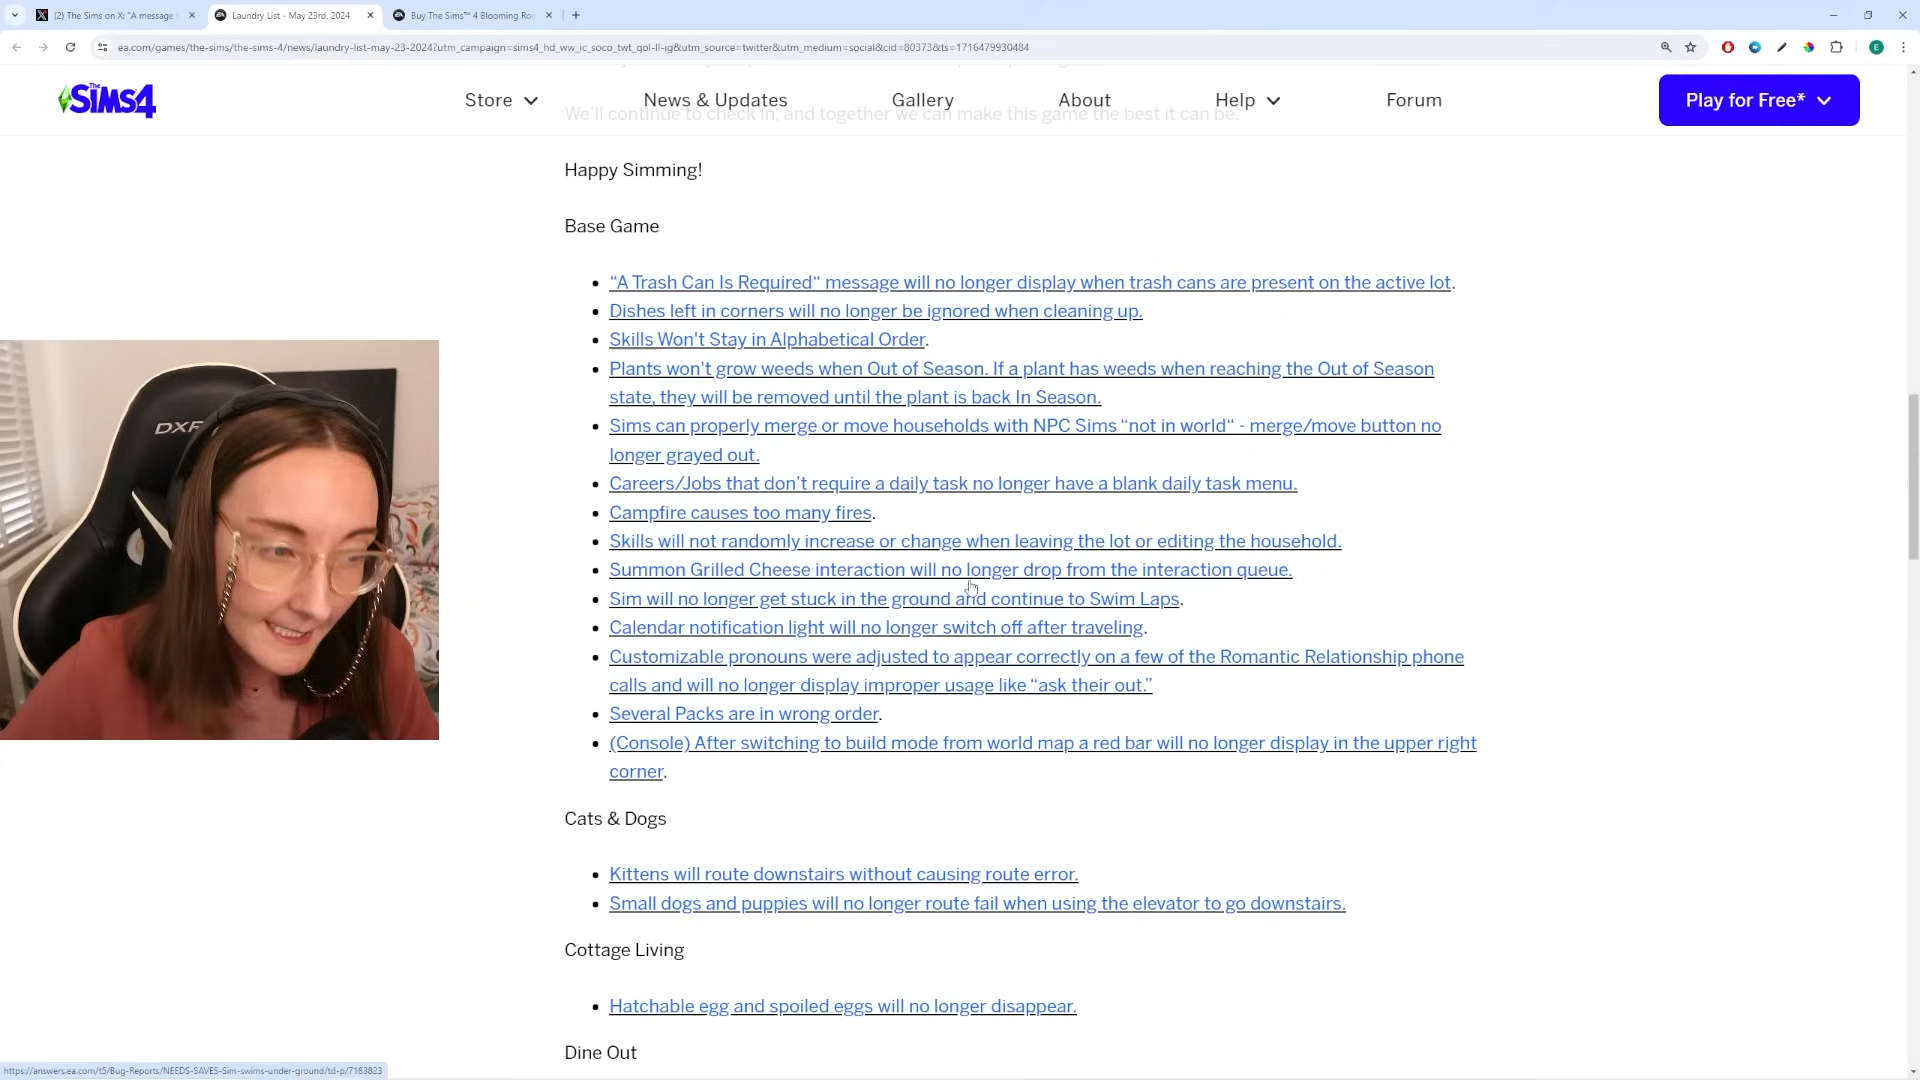 (2) The Sims on X: "A message
Laundry List - May 23rd, 2024
Buy The Sims™ 4 Blooming Roo
ea.com/games/the-sims/the-sims-4/news/laundry-list-may-23-2024?utm_campaign=sims4_hd_ww_ic_soco_twt_qol-ll-ig&utm_source=twitter&utm_medium=social&cid=80373&ts=1716479930484
E
The SiMS4
Store
News & Updates
Gallery
About
Help
Forum
Play for Free*
We'll continue to check in, and together we can make this game the best it can be.
Happy Simming!
Base Game
“A Trash Can Is Required“ message will no longer display when trash cans are present on the active lot.
Dishes left in corners will no longer be ignored when cleaning up.
Skills Won't Stay in Alphabetical Order.
Plants won't grow weeds when Out of Season. If a plant has weeds when reaching the Out of Season
state, they will be removed until the plant is back In Season.
Sims can properly merge or move households with NPC Sims “not in world“ - merge/move button no
longer grayed out.
Careers/Jobs that don't require a daily task no longer have a blank daily task menu.
Campfire causes too many fires.
Skills will not randomly increase or change when leaving the lot or editing the household.
Summon Grilled Cheese interaction will no longer drop from the interaction queue.
Sim will no longer get stuck in the ground and continue to Swim Laps.
Calendar notification light will no longer switch off after traveling.
Customizable pronouns were adjusted to appear correctly on a few of the Romantic Relationship phone
calls and will no longer display improper usage like “ask their out.”
Several Packs are in wrong order.
(Console) After switching to build mode from world map a red bar will no longer display in the upper right
corner.
Cats & Dogs
Kittens will route downstairs without causing route error.
Small dogs and puppies will no longer route fail when using the elevator to go downstairs.
Cottage Living
Hatchable egg and spoiled eggs will no longer disappear.
Dine Out
DXR
https://answers.ea.com/t5/Bug-Reports/NEEDS-SAVES-Sim-swims-under-ground/td-p/7183823